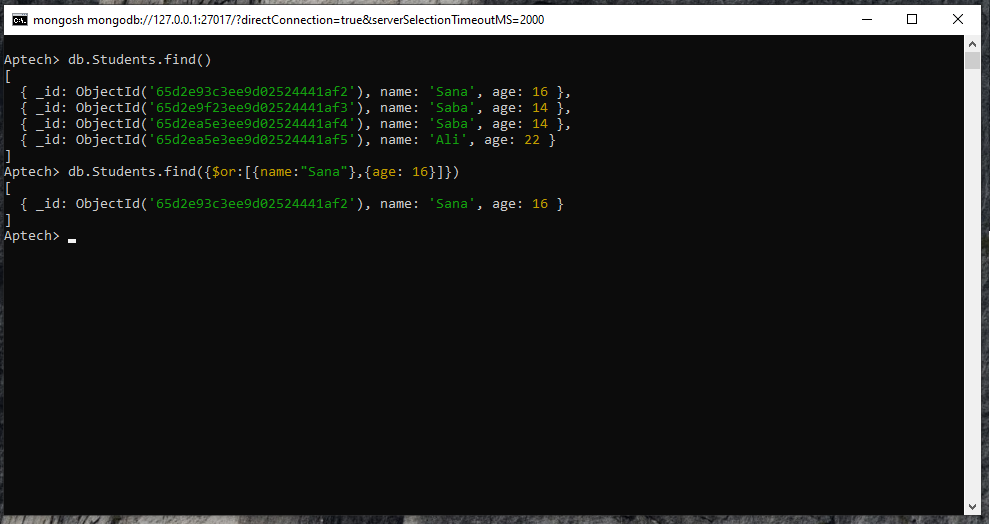 mongosh mongodb://127.0.0.1:27017/?directConnection=true&serverSelectionTimeoutMS=2000
Aptech> db.Students.find()
[
  { _id: ObjectId('65d2e93c3ee9d02524441af2'), name: 'Sana', age: 16 },
  { _id: ObjectId('65d2e9f23ee9d02524441af3'), name: 'Saba', age: 14 },
  { _id: ObjectId('65d2ea5e3ee9d02524441af4'), name: 'Saba', age: 14 },
  { _id: ObjectId('65d2ea5e3ee9d02524441af5'), name: 'Ali', age: 22 }
]
Aptech> db.Students.find({$or:[{name:"Sana"},{age: 16}]})
[
  { _id: ObjectId('65d2e93c3ee9d02524441af2'), name: 'Sana', age: 16 }
]
Aptech>